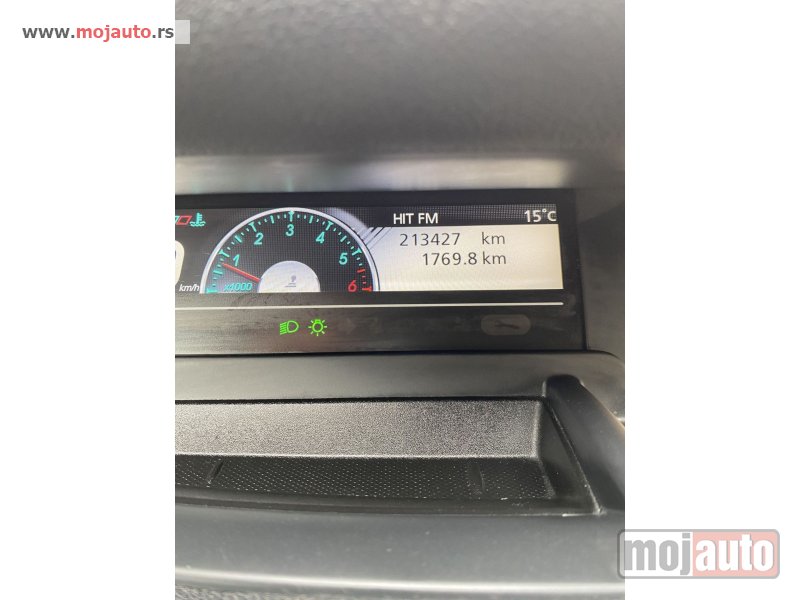 www.mojauto.rs
HIT FM 15°C
213427 km
1769.8 km
1 2 3 4 5 6
km/h x1000
mojauto